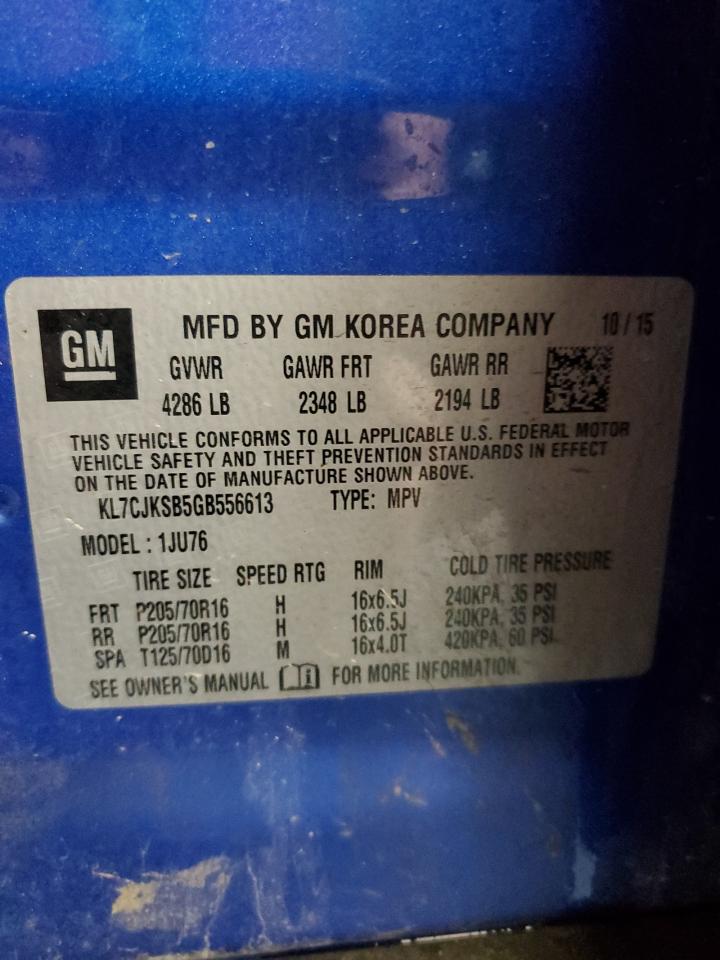 GM
MFD BY GM KOREA COMPANY 10 / 15
GVWR GAWR FRT GAWR RR
4286 LB 2348 LB 2194 LB
THIS VEHICLE CONFORMS TO ALL APPLICABLE U.S. FEDERAL MOTOR
VEHICLE SAFETY AND THEFT PREVENTION STANDARDS IN EFFECT
ON THE DATE OF MANUFACTURE SHOWN ABOVE.
KL7CJKSB5GB556613 TYPE: MPV
MODEL : 1JU76
TIRE SIZE SPEED RTG RIM COLD TIRE PRESSURE
FRT P205/70R16 H 16x6.5J 240KPA, 35 PSI
RR P205/70R16 H 16x6.5J 240KPA, 35 PSI
SPA T125/70D16 M 16x4.0T 420KPA, 60 PSI
SEE OWNER'S MANUAL i FOR MORE INFORMATION.